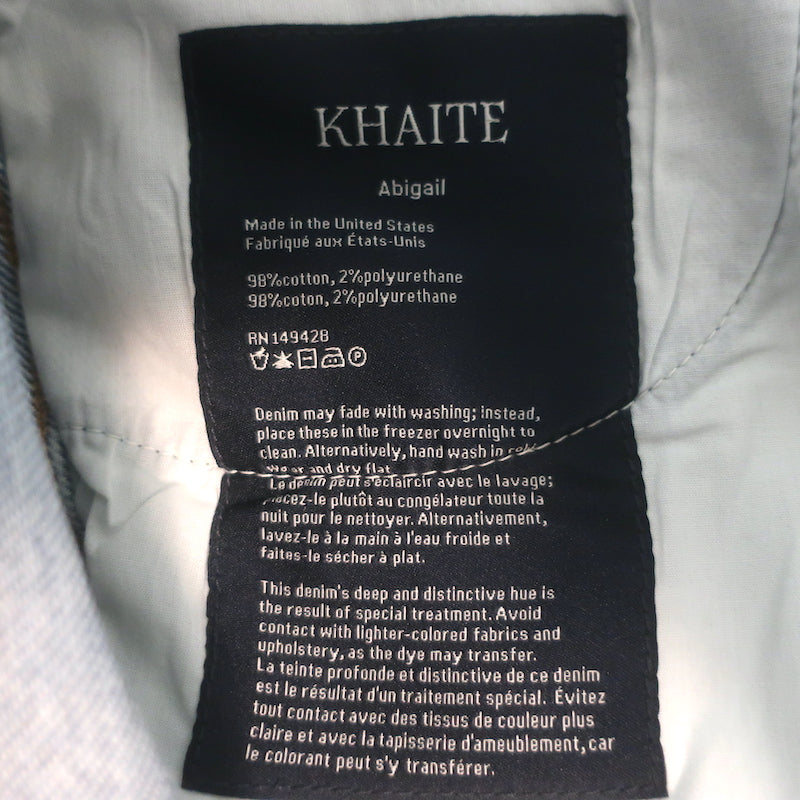 KHAITE
Abigail
Made in the United States
Fabriqué aux États-Unis
98%cotton, 2%polyurethane
98%coton, 2%polyurethane
RN149428
Denim may fade with washing; instead,
place these in the freezer overnight to
clean. Alternatively, hand wash in cold
and dry flat
Le denim peut s'éclaircir avec le lavage;
placez-le plutôt au congélateur toute la
nuit pour le nettoyer. Alternativement,
lavez-le à la main à l'eau froide et
faites-le sécher à plat.
This denim's deep and distinctive hue is
the result of special treatment. Avoid
contact with lighter-colored fabrics and
upholstery, as the dye may transfer.
La teinte profonde et distinctive de ce denim
est le résultat d'un traitement spécial. Évitez
tout contact avec des tissus de couleur plus
claire et avec la tapisserie d'ameublement, car
le colorant peut s'y transférer.